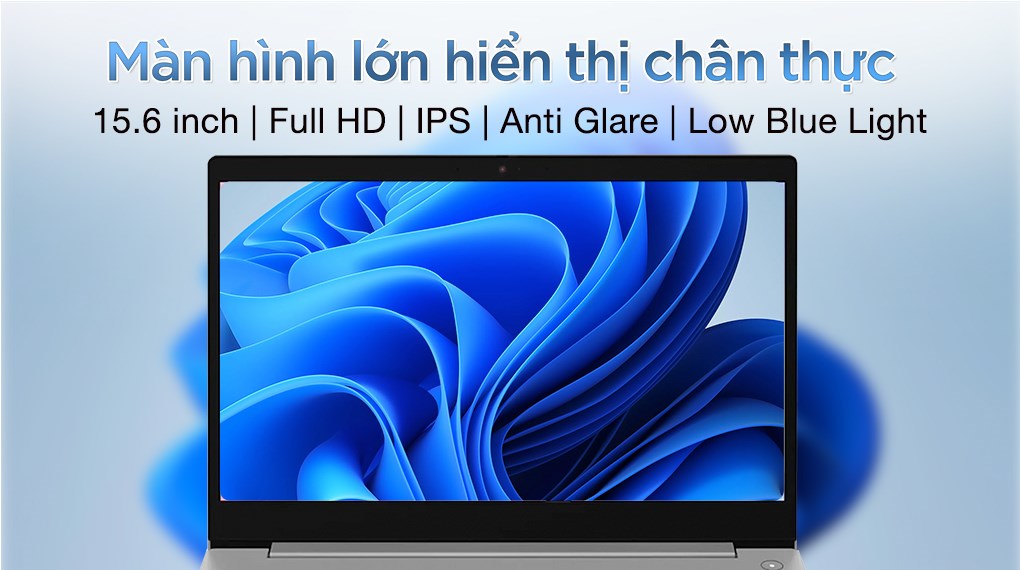 Màn hình lớn hiển thị chân thực
15.6 inch | Full HD | IPS | Anti Glare | Low Blue Light